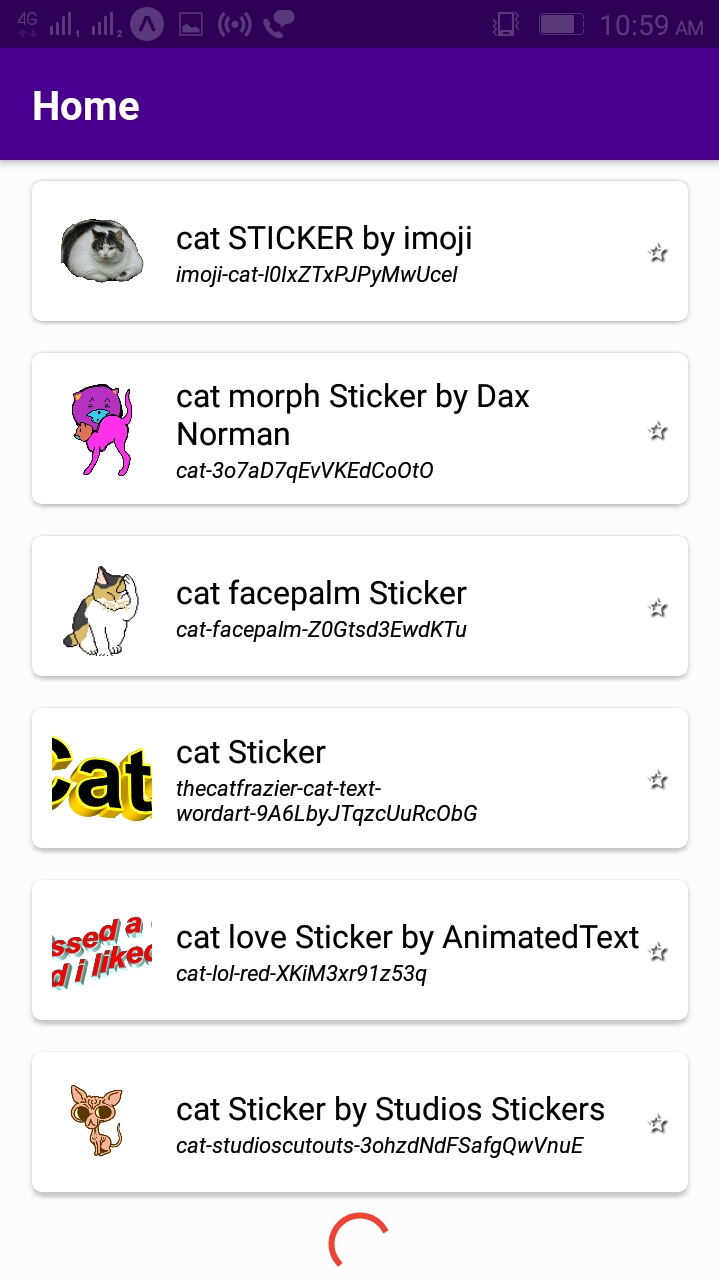 4G 1 2 10:59 AM
Home
cat STICKER by imoji
imoji-cat-l0IxZTxPJPyMwUceI
cat morph Sticker by Dax
Norman
cat-3o7aD7qEvVKEdCoOtO
cat facepalm Sticker
cat-facepalm-Z0Gtsd3EwdKTu
Cat
cat Sticker
thecatfrazier-cat-text-
wordart-9A6LbyJTqzcUuRcObG
ssed a
d i liked
cat love Sticker by AnimatedText
cat-lol-red-XKiM3xr91z53q
cat Sticker by Studios Stickers
cat-studioscutouts-3ohzdNdFSafgQwVnuE